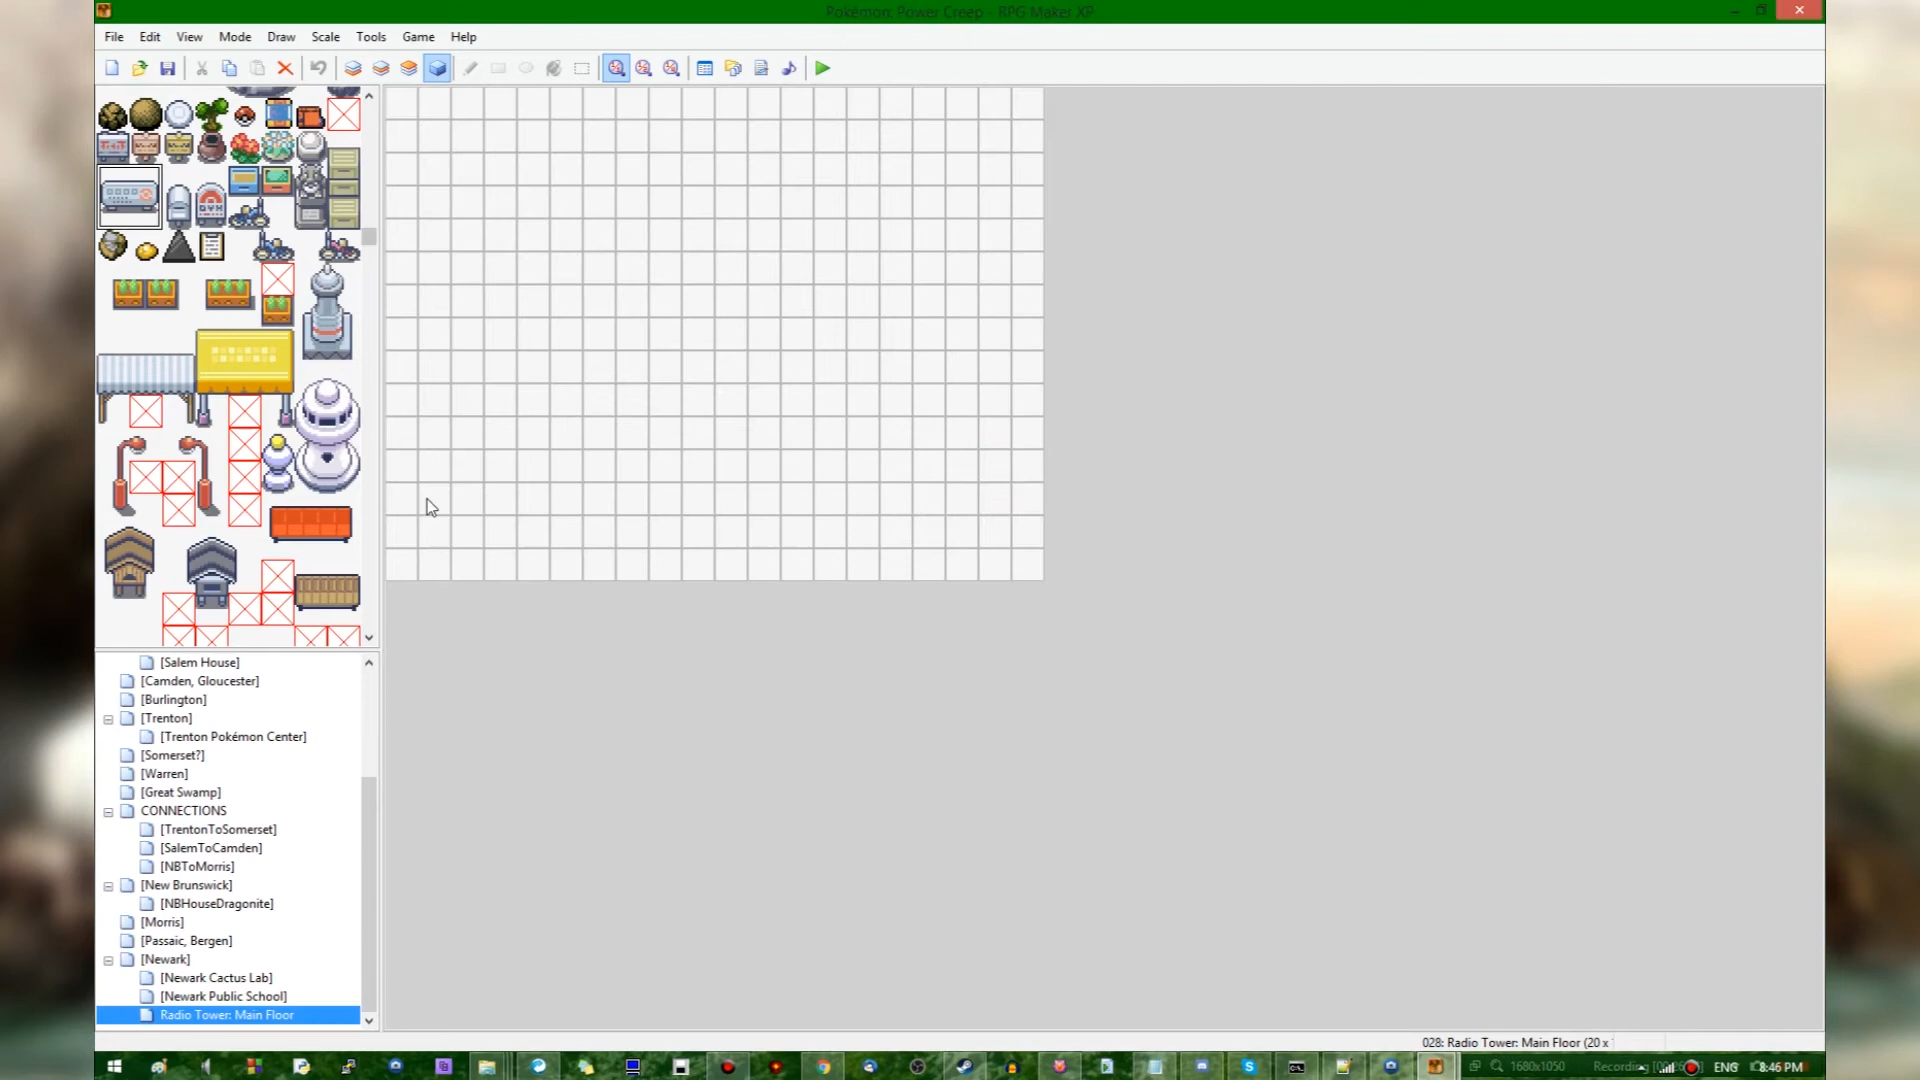 Pokémon: Power Creep - RPG Maker XP
File Edit View Mode Draw Scale Tools Game Help
GYM
[Salem House]
[Camden, Gloucester]
[Burlington]
[Trenton]
[Trenton Pokémon Center]
[Somerset?]
[Warren]
[Great Swamp]
CONNECTIONS
[TrentonToSomerset]
[SalemToCamden]
[NBToMorris]
[New Brunswick]
[NBHouseDragonite]
[Morris]
[Passaic, Bergen]
[Newark]
[Newark Cactus Lab]
[Newark Public School]
Radio Tower: Main Floor
028: Radio Tower: Main Floor (20 x
1680x1050 Recording ENG 8:46 PM